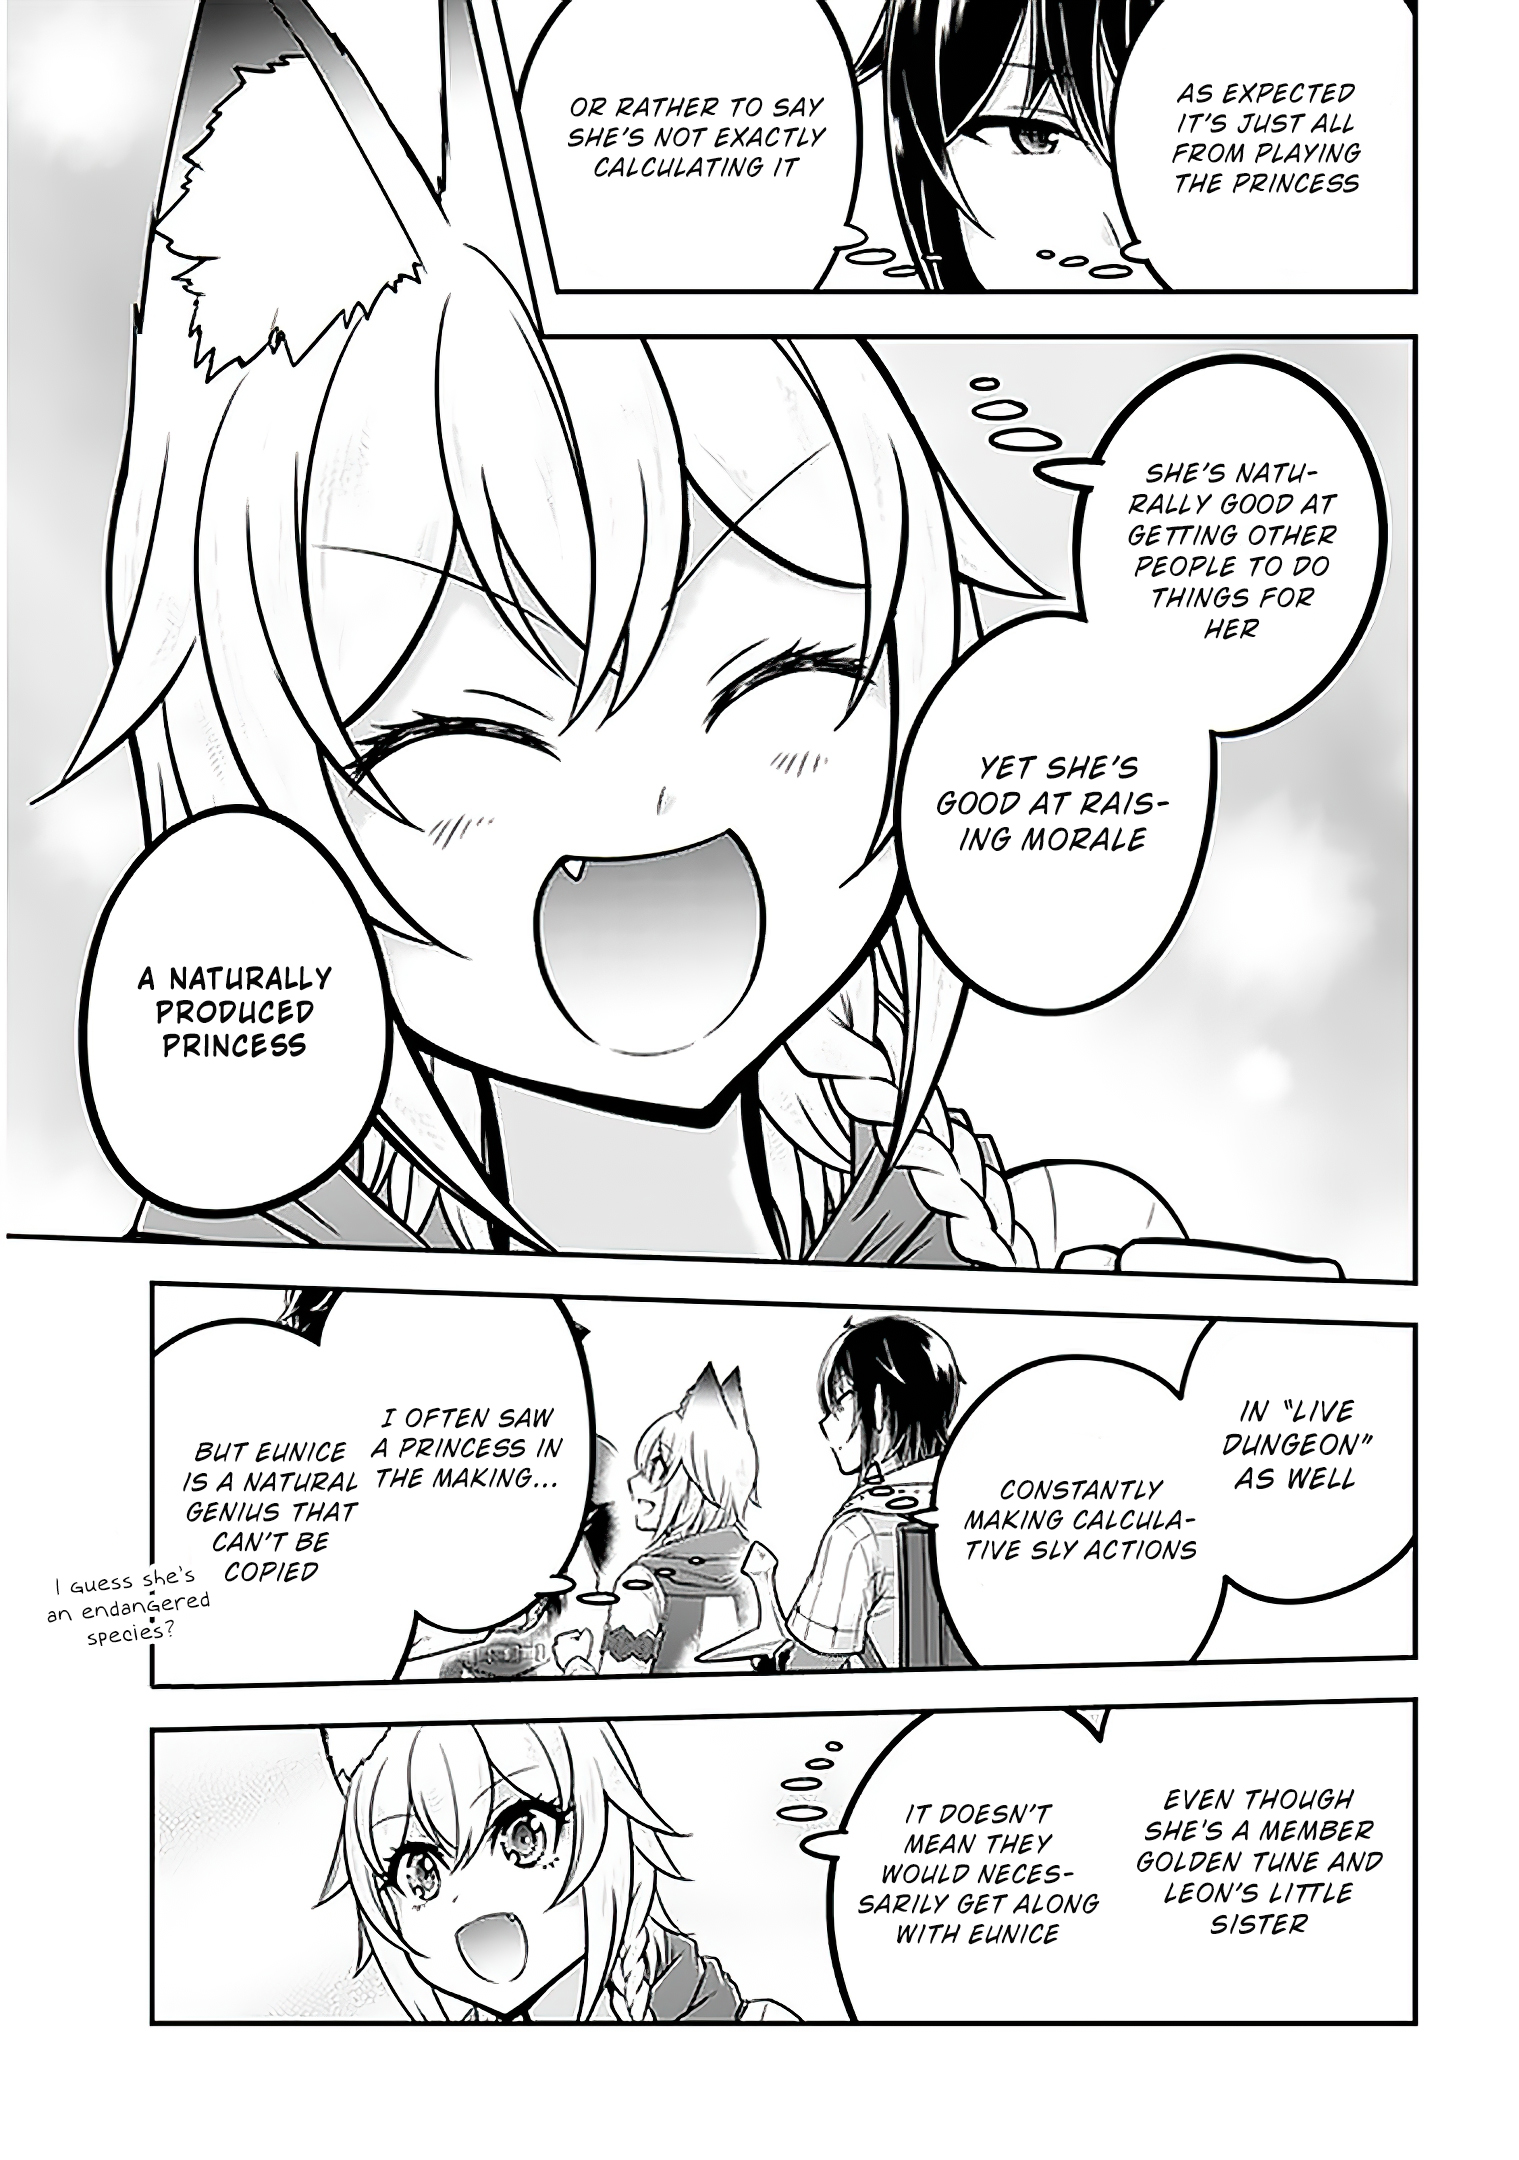 AS EXPECTED
IT'S JUST ALL
FROM PLAYING
THE PRINCESS
OR RATHER TO SAY
SHE'S NOT EXACTLY
CALCULATING IT
SHE'S NATU-
RALLY GOOD AT
GETTING OTHER
PEOPLE TO DO
THINGS FOR
HER
YET SHE'S
GOOD AT RAIS-
ING MORALE
A NATURALLY
PRODUCED
PRINCESS
IN "LIVE
DUNGEON"
AS WELL
CONSTANTLY
MAKING CALCULA-
TIVE SLY ACTIONS
I OFTEN SAW
A PRINCESS IN
THE MAKING...
BUT EUNICE
IS A NATURAL
GENIUS THAT
CAN'T BE
COPIED
I guess she's
an endangered
species?
EVEN THOUGH
SHE'S A MEMBER
GOLDEN TUNE AND
LEON'S LITTLE
SISTER
IT DOESN'T
MEAN THEY
WOULD NECES-
SARILY GET ALONG
WITH EUNICE